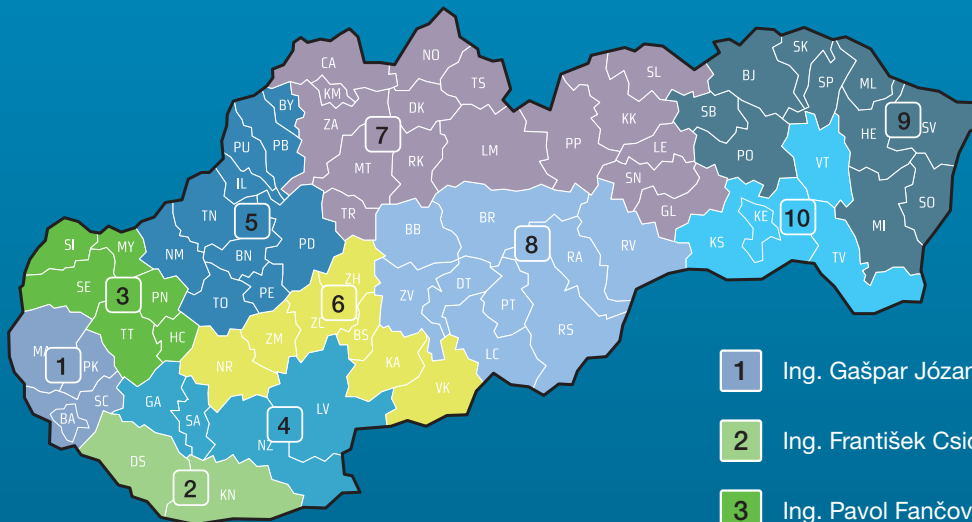 CA
NO
TS
SL
SK
BJ
SP
ML
KM
BY
DK
KK
SB
HE
SV
9
ZA
7
PU
PB
LM
PP
LE
PO
VT
MT
RK
SN
IL
TN
5
TR
GL
SO
BN
PD
BB
BR
8
RV
KS
KE
10
MI
SI
MY
NM
RA
TV
SE
3
PN
TO
PE
ZH
6
ZV
DT
PT
TT
HC
ZM
ZC
BS
LC
RS
MA
1
PK
NR
KA
VK
SC
GA
SA
4
LV
BA
NZ
DS
2
KN
1 Ing. Gašpar Józan
2 Ing. František Csic
3 Ing. Pavol Fančov